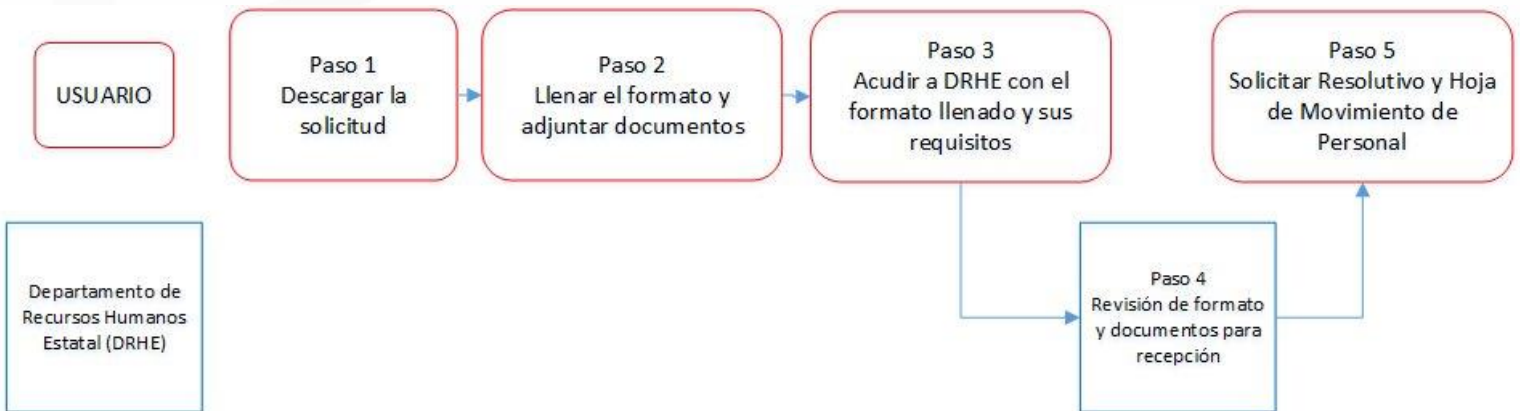 USUARIO
Paso 1
Descargar la
solicitud
Paso 2
Llenar el formato y
adjuntar documentos
Paso 3
Acudir a DRHE con el
formato llenado y sus
requisitos
Paso 5
Solicitar Resolutivo y Hoja
de Movimiento de
Personal
Departamento de
Recursos Humanos
Estatal (DRHE)
Paso 4
Revisión de formato
y documentos para
recepción